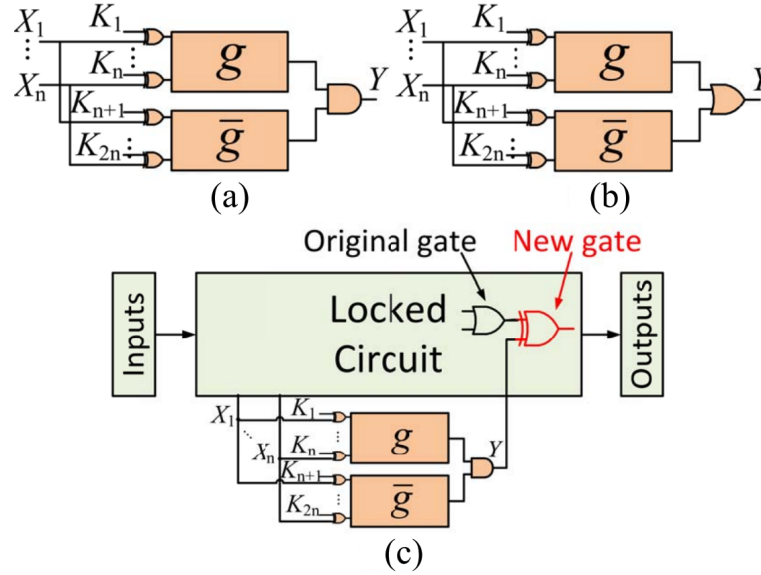 X1
K1
⋮
⋮
g
Xn
Kn
Kn+1
Y
⋮
ḡ
K2n
(a)
X1
K1
⋮
⋮
g
Xn
Kn
Kn+1
Y
⋮
ḡ
K2n
(b)
Original gate
New gate
Inputs
Locked
Circuit
Outputs
X1
K1
g
Xn
Kn
Y
Kn+1
ḡ
K2n
(c)